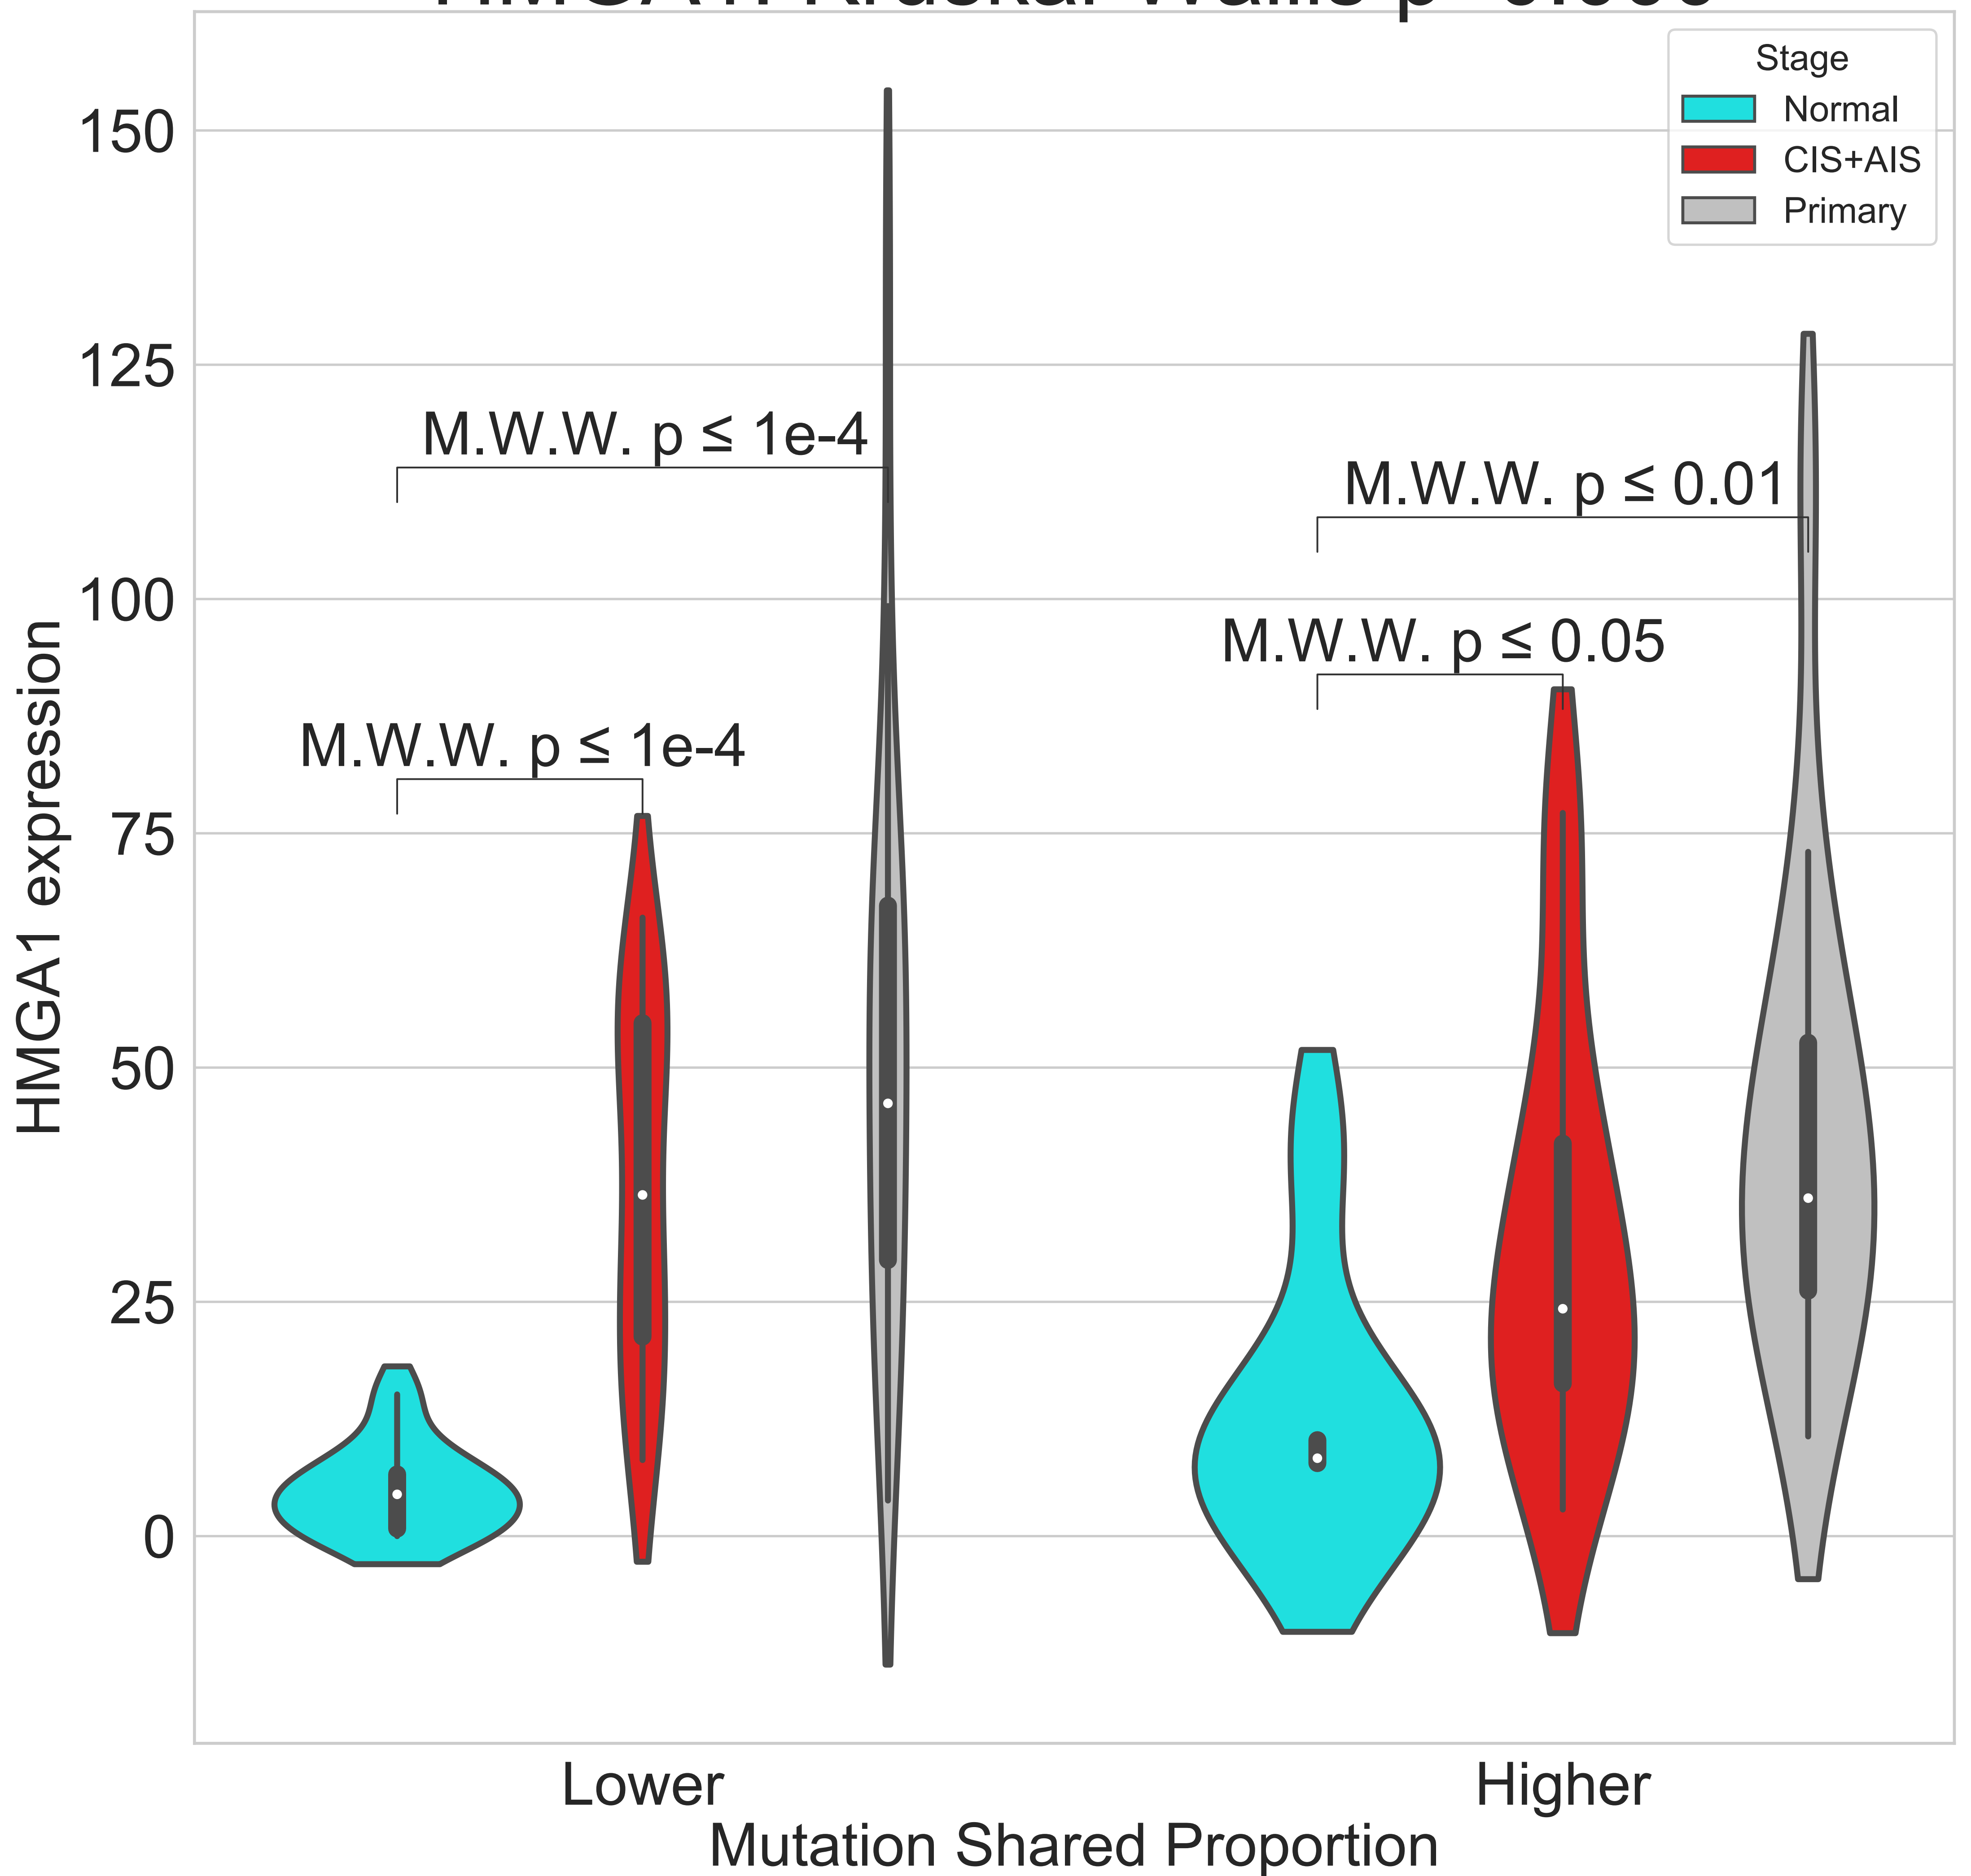 Stage
Normal
CIS+AIS
Primary
150
125
100
75
50
25
0
HMGA1 expression
M.W.W. p ≤ 1e-4
M.W.W. p ≤ 0.01
M.W.W. p ≤ 0.05
M.W.W. p ≤ 1e-4
Lower
Higher
Mutation Shared Proportion